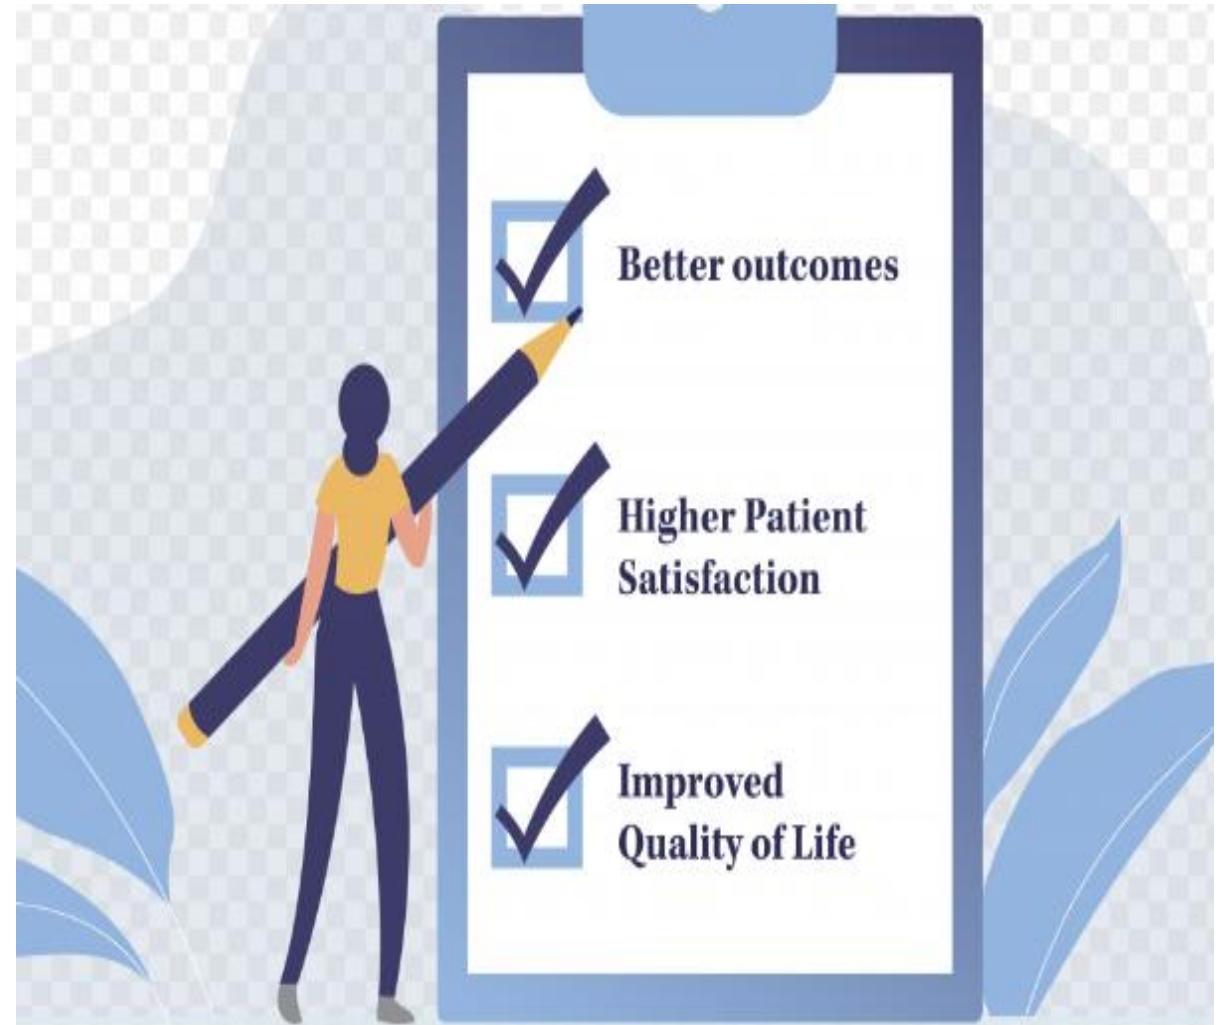 Better outcomes
Higher Patient
Satisfaction
Improved
Quality of Life